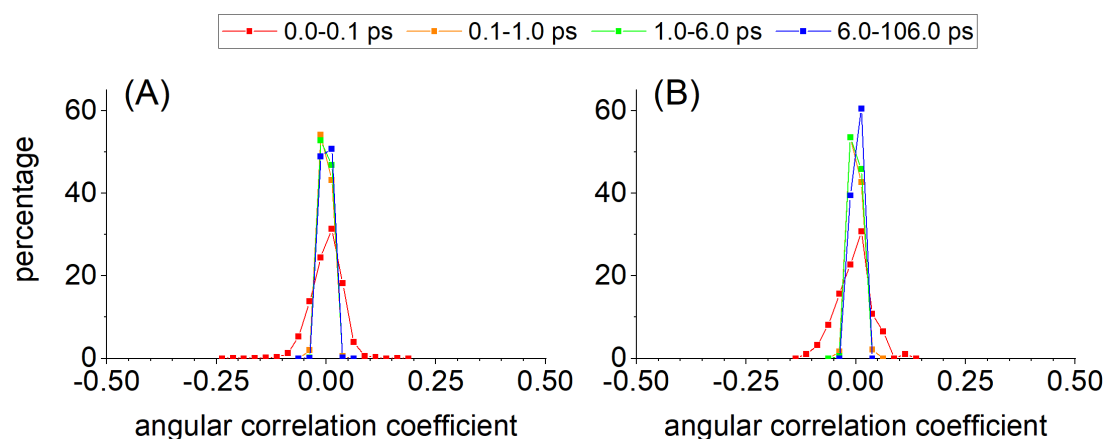 0.0-0.1 ps 0.1-1.0 ps 1.0-6.0 ps 6.0-106.0 ps
(A)
percentage
60
40
20
0
-0.50 -0.25 0.00 0.25 0.50
angular correlation coefficient
(B)
60
40
20
0
-0.50 -0.25 0.00 0.25 0.50
angular correlation coefficient